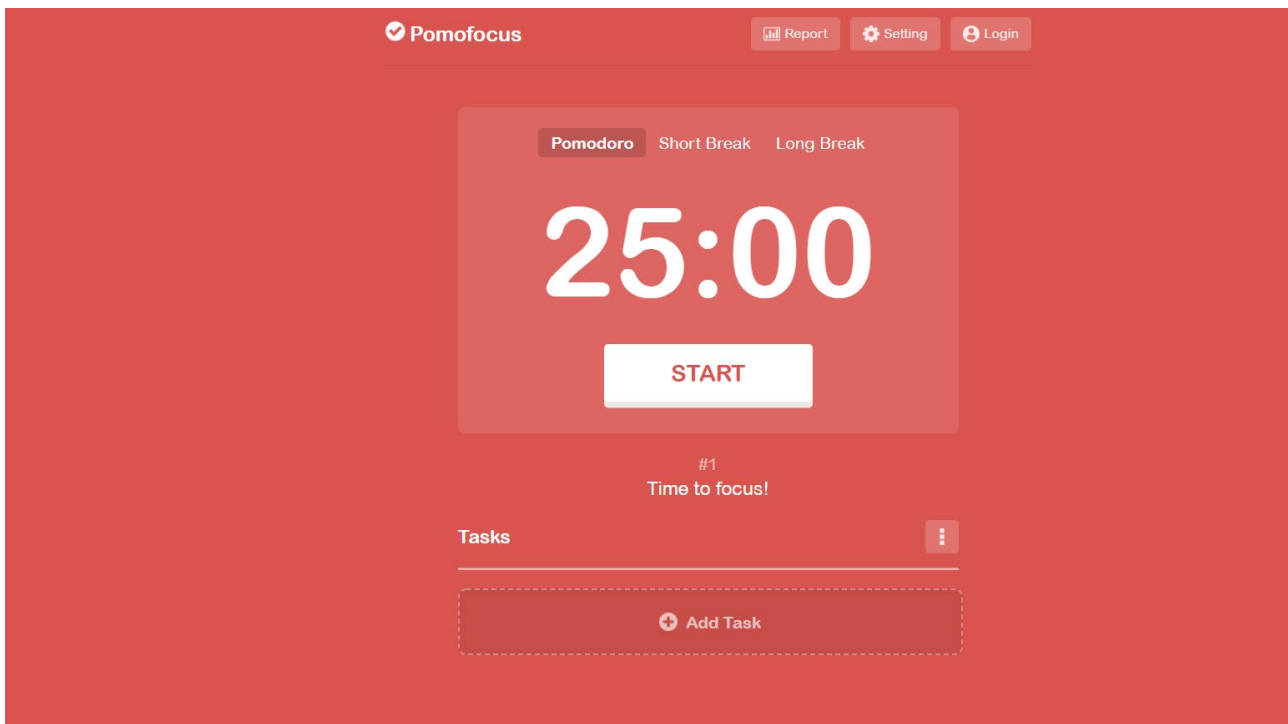 Pomofocus
Report Setting Login
Pomodoro Short Break Long Break
25:00
START
#1
Time to focus!
Tasks
Add Task